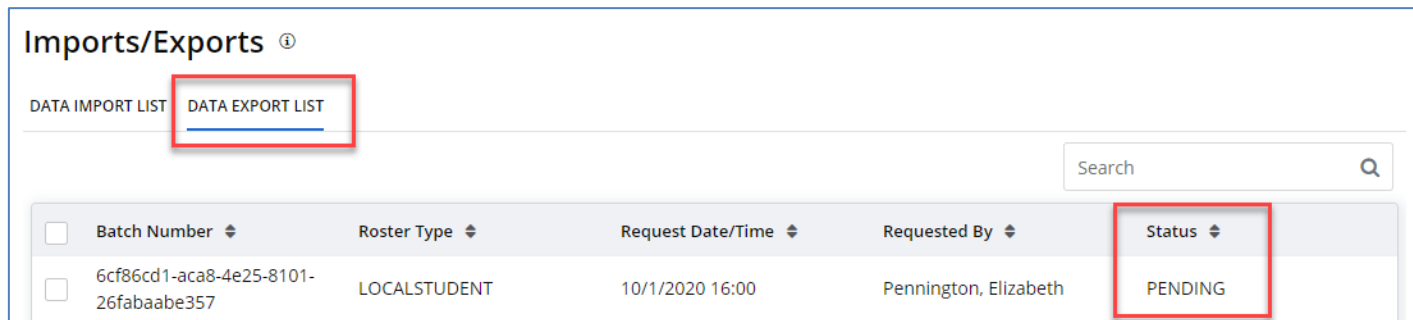 Imports/Exports
DATA IMPORT LIST DATA EXPORT LIST
Search
Batch Number Roster Type Request Date/Time Requested By Status
6cf86cd1-aca8-4e25-8101-
26fabaabe357 LOCALSTUDENT 10/1/2020 16:00 Pennington, Elizabeth PENDING